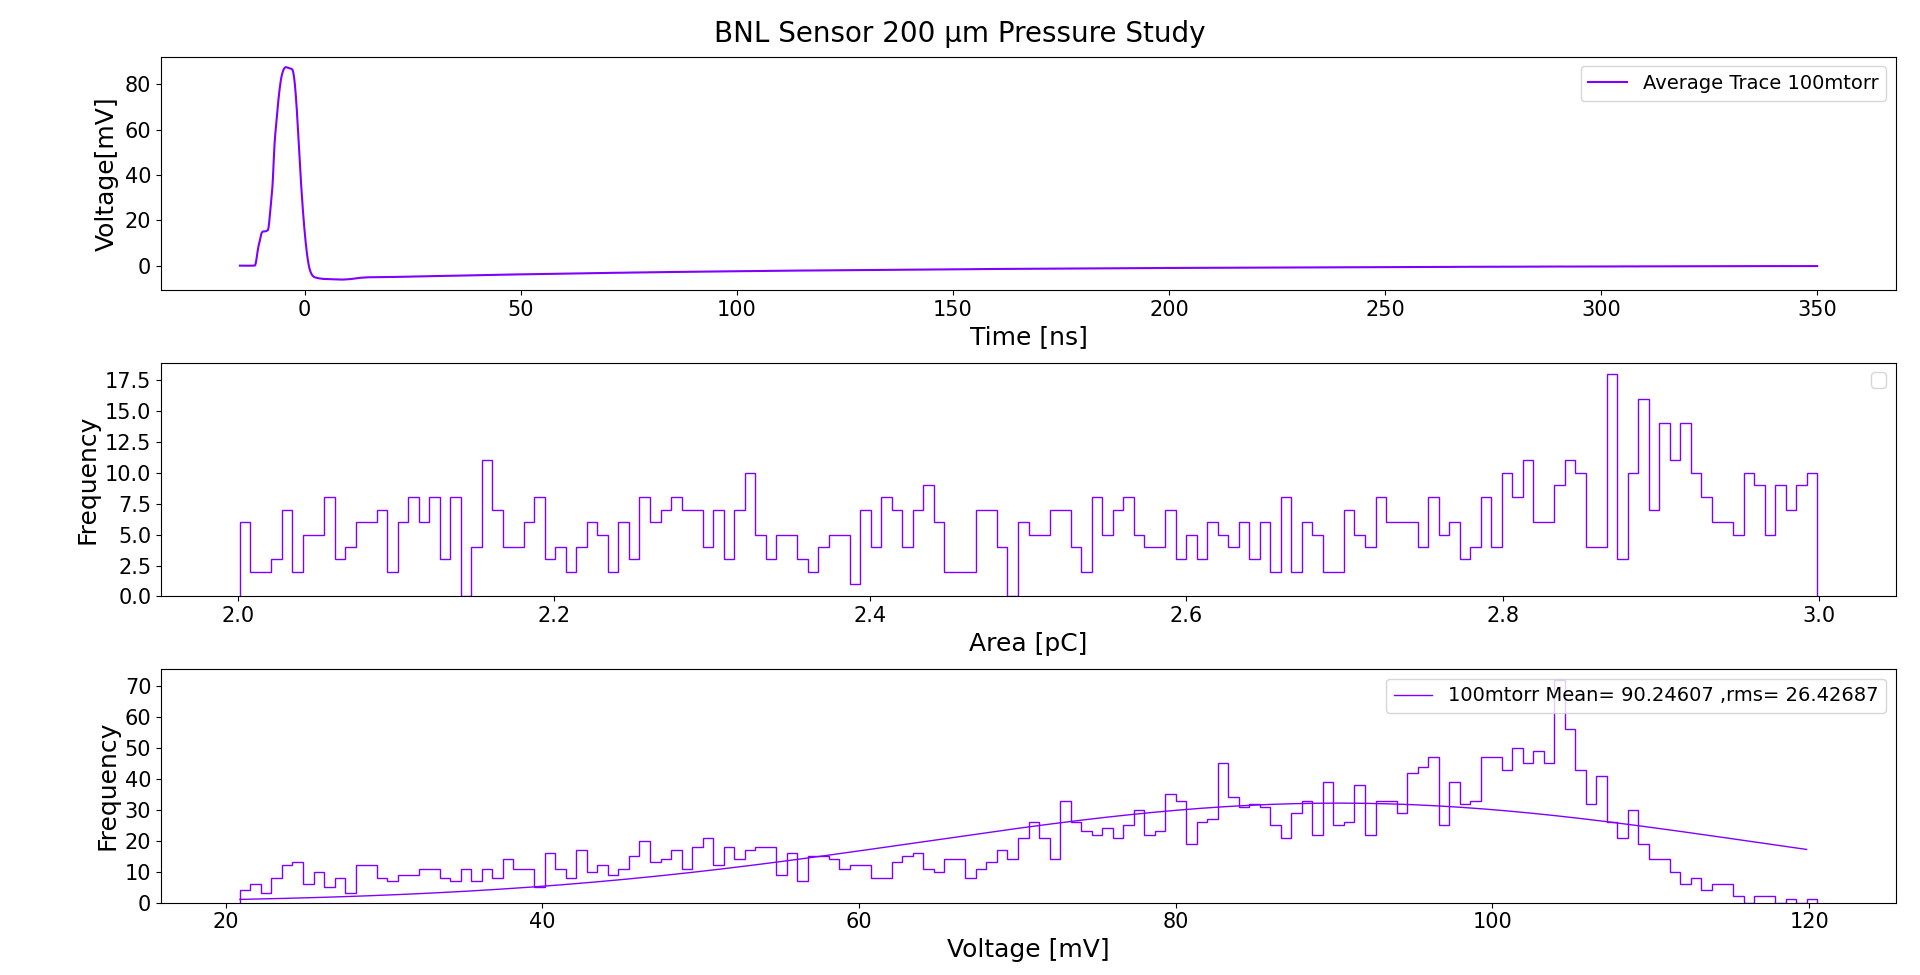 BNL Sensor 200 μm Pressure Study
80
60
40
20
0
Voltage[mV]
Average Trace 100mtorr
0 50 100 150 200 250 300 350
Time [ns]
17.5
15.0
12.5
10.0
7.5
5.0
2.5
0.0
Frequency
2.0 2.2 2.4 2.6 2.8 3.0
Area [pC]
70
60
50
40
30
20
10
0
Frequency
100mtorr Mean= 90.24607 ,rms= 26.42687
20 40 60 80 100 120
Voltage [mV]